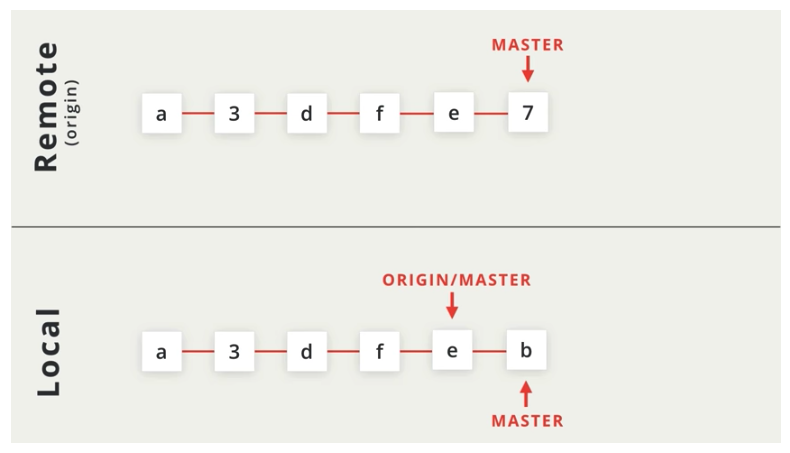 Remote
(origin)
MASTER
a 3 d f e 7
Local
ORIGIN/MASTER
a 3 d f e b
MASTER